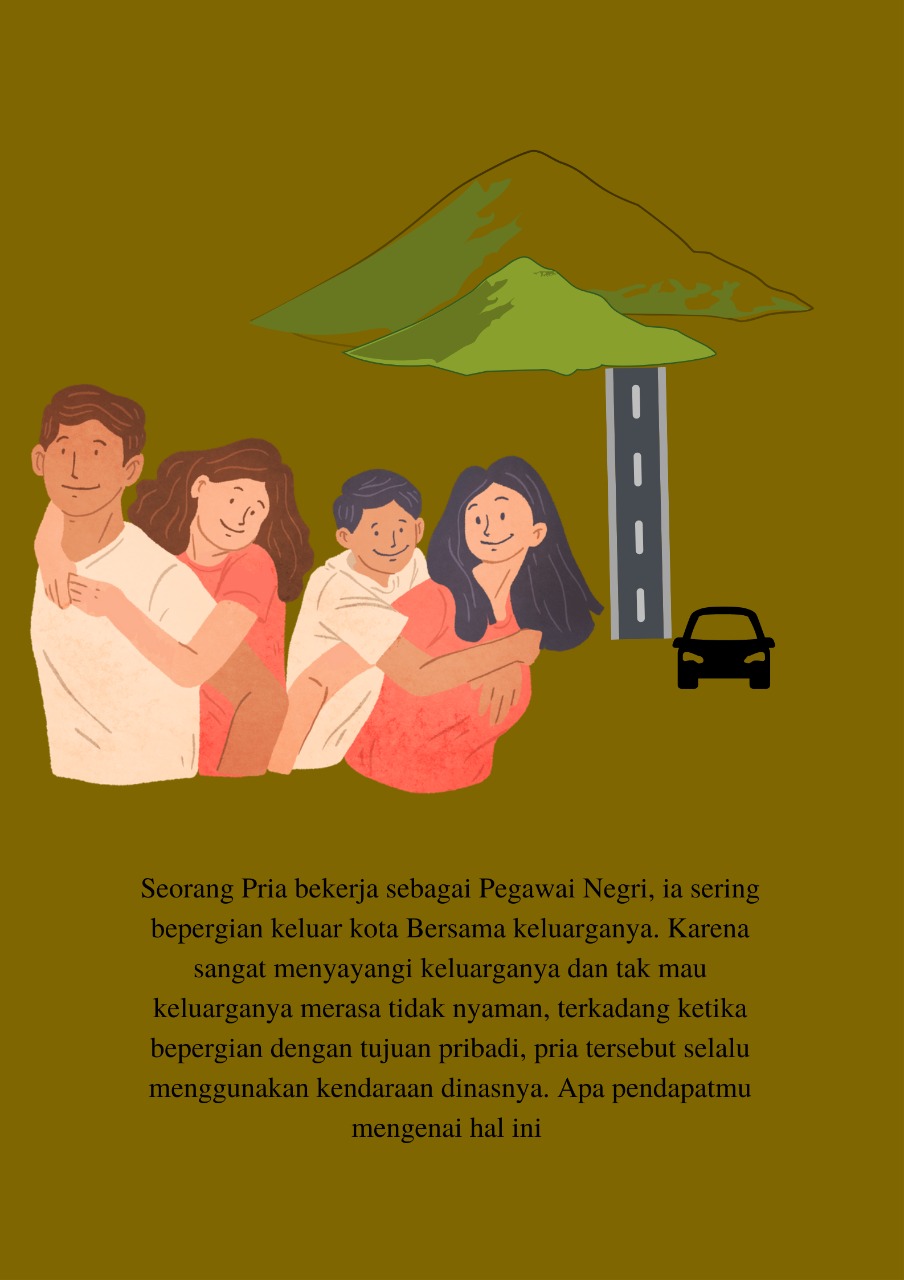 Seorang Pria bekerja sebagai Pegawai Negri, ia sering
bepergian keluar kota Bersama keluarganya. Karena
sangat menyayangi keluarganya dan tak mau
keluarganya merasa tidak nyaman, terkadang ketika
bepergian dengan tujuan pribadi, pria tersebut selalu
menggunakan kendaraan dinasnya. Apa pendapatmu
mengenai hal ini